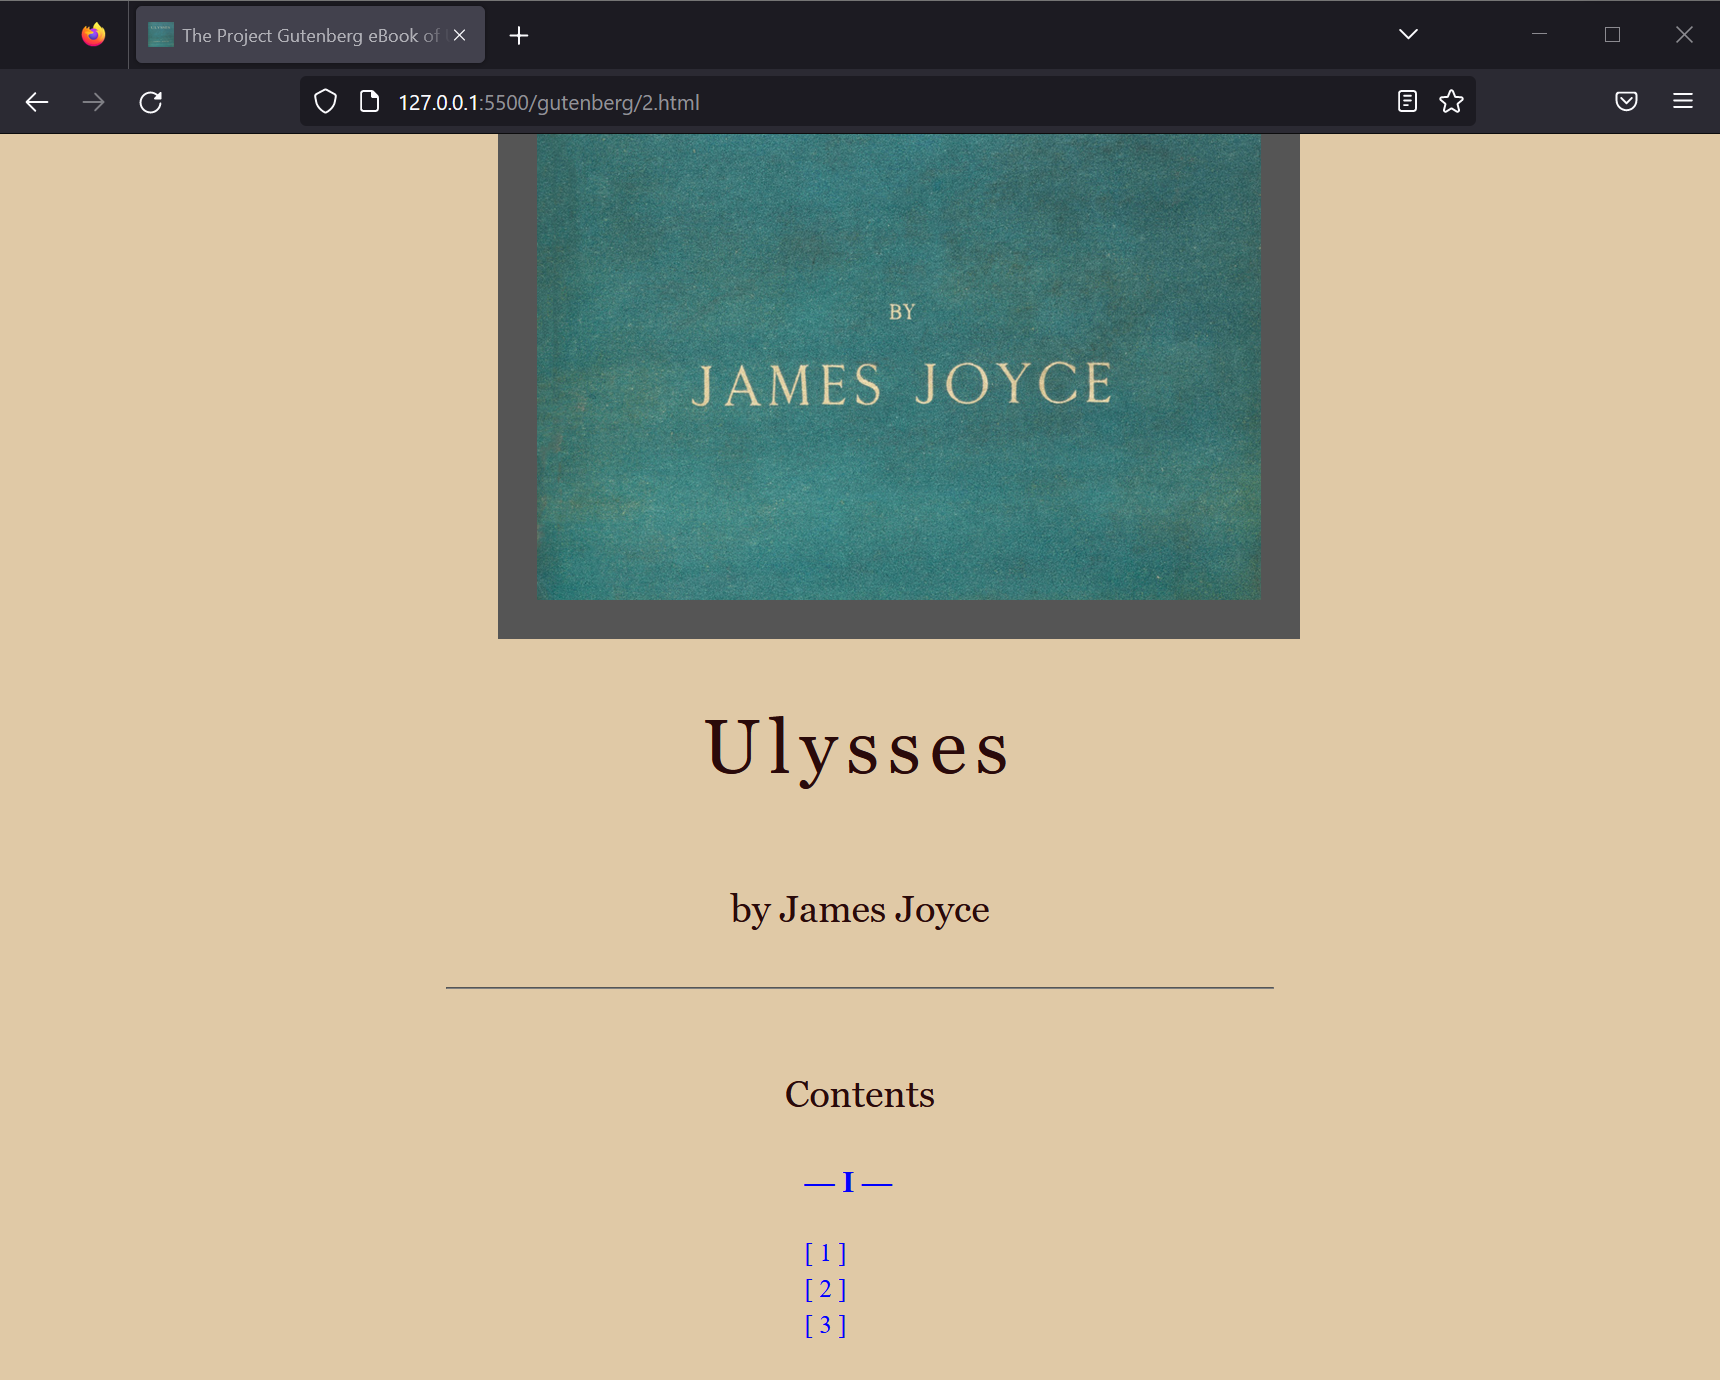 The Project Gutenberg eBook of
127.0.0.1:5500/gutenberg/2.html
BY
JAMES JOYCE
Ulysses
by James Joyce
Contents
— I —
[ 1 ]
[ 2 ]
[ 3 ]